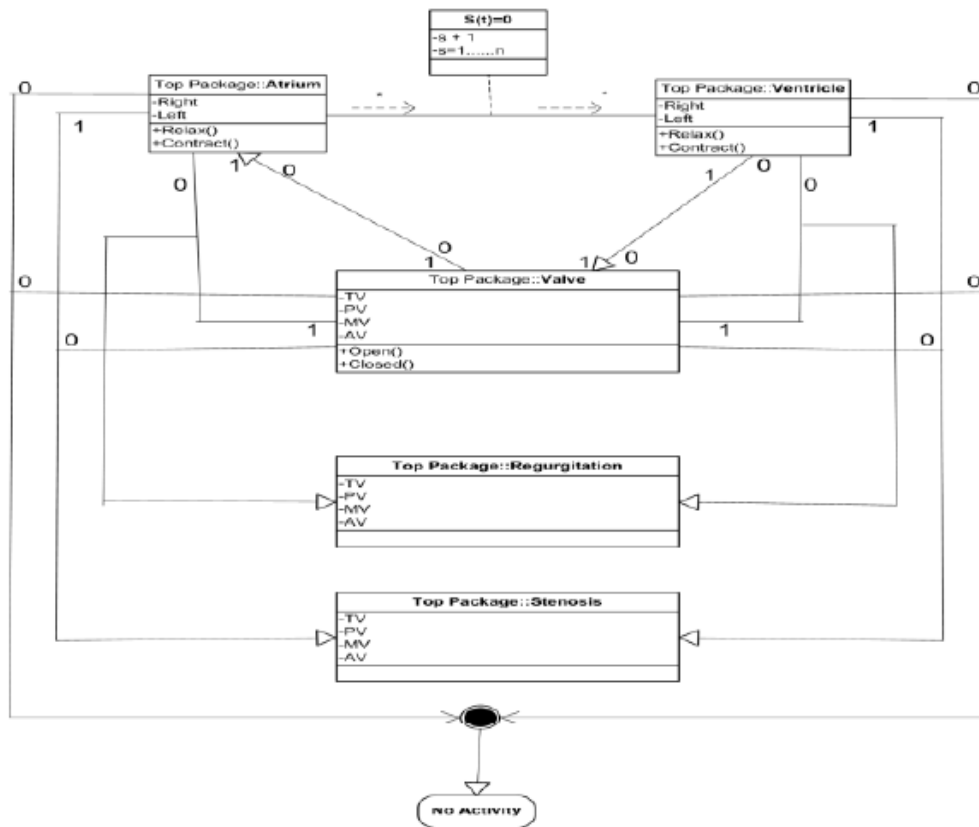 S(t)=0
-s + 1
-s=1......n
Top Package::Atrium
-Right
-Left
+Relax()
+Contract()
Top Package::Ventricle
-Right
-Left
+Relax()
+Contract()
0
1
0
1
0
1
0
1
0
0
0
1
1
0
Top Package::Valve
-TV
-PV
-MV
-AV
+Open()
+Closed()
0
0
1
1
0
0
Top Package::Regurgitation
-TV
-PV
-MV
-AV
Top Package::Stenosis
-TV
-PV
-MV
-AV
No Activity